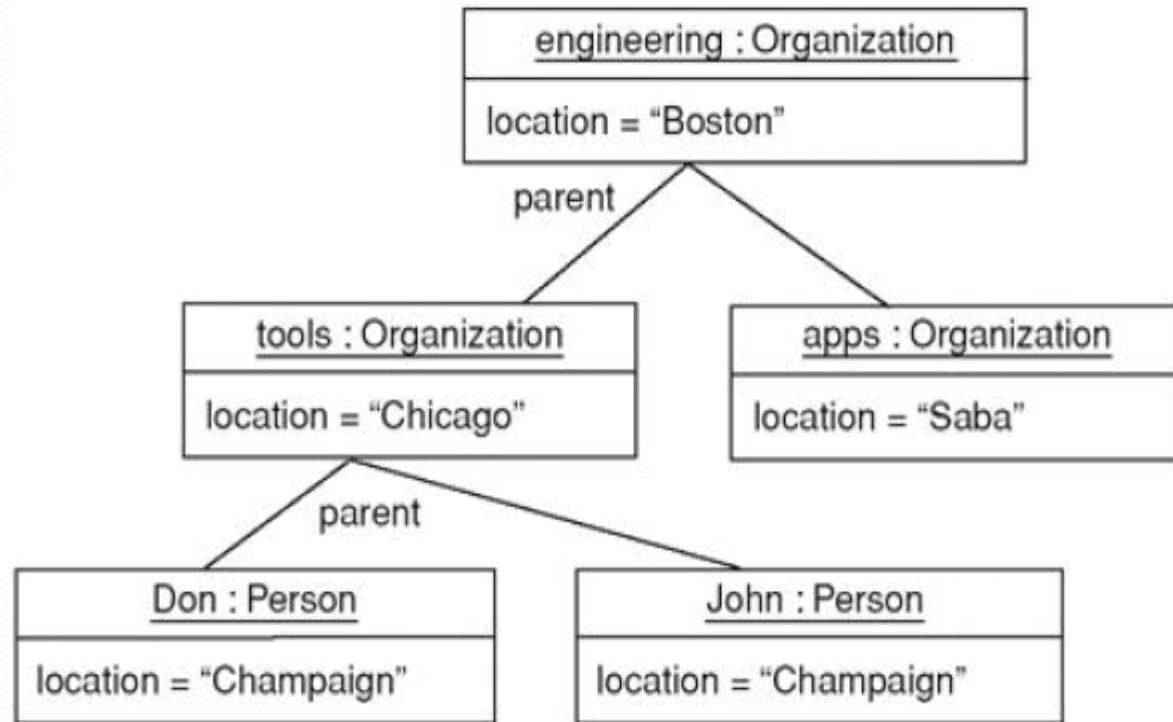 engineering : Organization
location = “Boston”
parent
tools : Organization
location = “Chicago”
apps : Organization
location = “Saba”
parent
Don : Person
location = “Champaign”
John : Person
location = “Champaign”